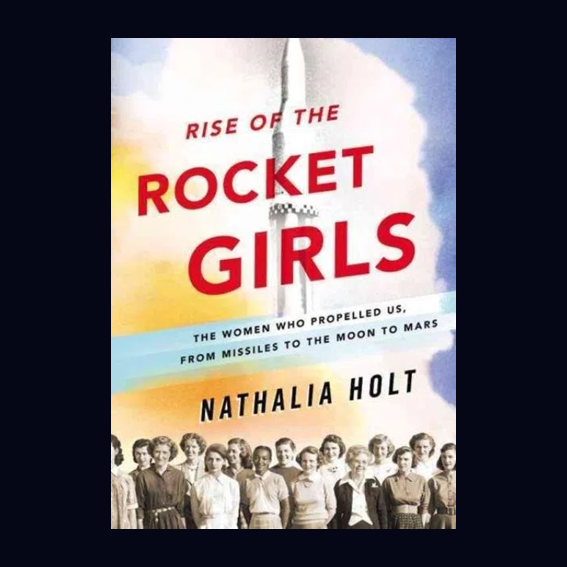 RISE OF THE
ROCKET
GIRLS
THE WOMEN WHO PROPELLED US,
FROM MISSILES TO THE MOON TO MARS
NATHALIA HOLT